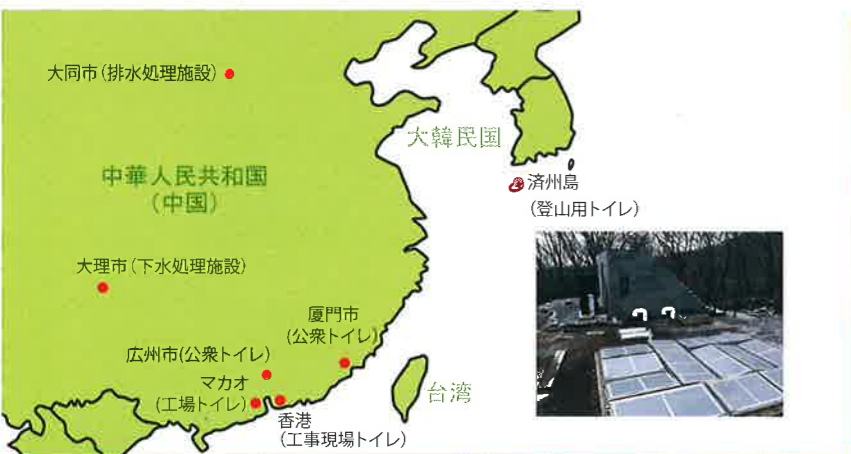 大同市(排水処理施設)
大韓民国
中華人民共和国
(中国)
済州島
(登山用トイレ)
大理市(下水処理施設)
厦門市
(公衆トイレ)
広州市(公衆トイレ)
マカオ
(工場トイレ)
台湾
香港
(工事現場トイレ)